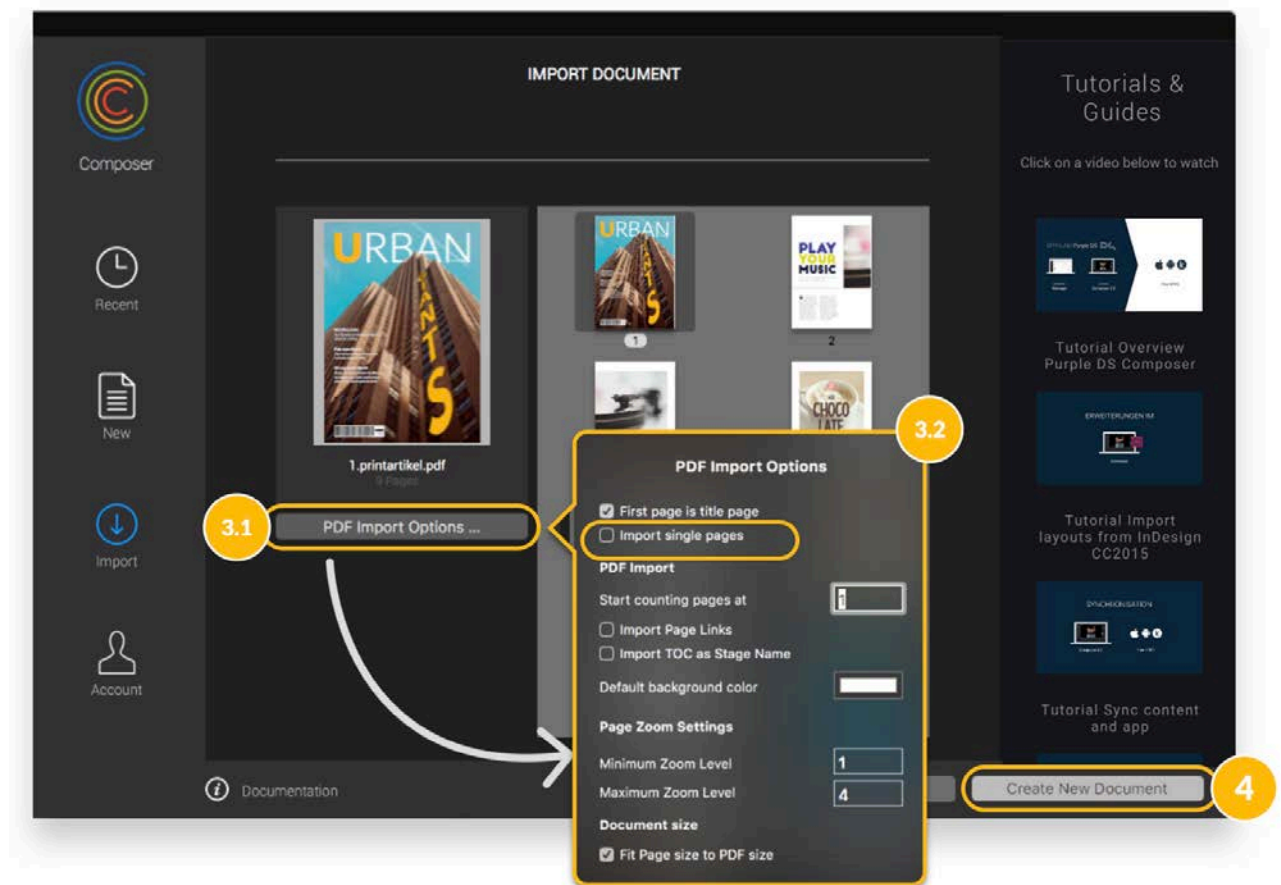 IMPORT DOCUMENT
Composer
Recent
New
Import
Account
URBAN
GIANTS
1.printartikel.pdf
9 Pages
3.1
PDF Import Options ...
URBAN
1
PLAY
YOUR
MUSIC
2
CHOCO
LATE
3.2
PDF Import Options
First page is title page
Import single pages
PDF Import
Start counting pages at
1
Import Page Links
Import TOC as Stage Name
Default background color
Page Zoom Settings
Minimum Zoom Level
1
Maximum Zoom Level
4
Document size
Fit Page size to PDF size
i Documentation
Create New Document
4
Tutorials &
Guides
Click on a video below to watch
Tutorial Overview
Purple DS Composer
ERWEITERUNGEN IM
Tutorial Import
layouts from InDesign
CC2015
SYNCHRONISATION
Tutorial Sync content
and app